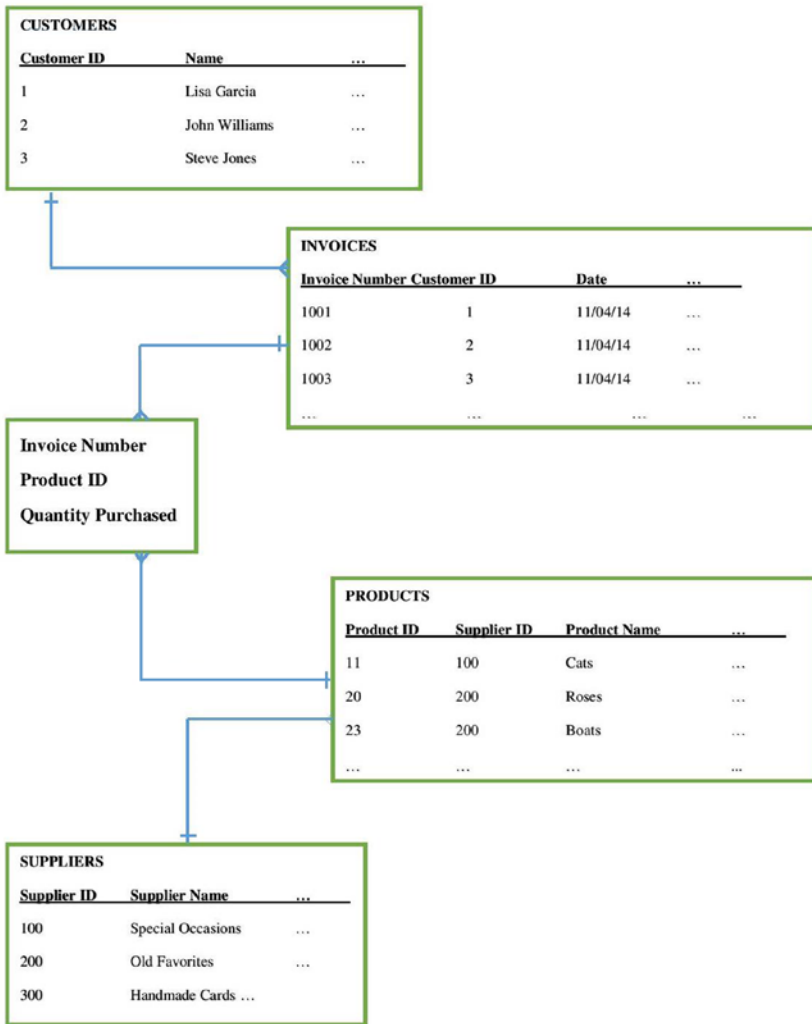 CUSTOMERS
Customer ID Name …
1 Lisa Garcia …
2 John Williams …
3 Steve Jones …
INVOICES
Invoice Number Customer ID Date …
1001 1 11/04/14 …
1002 2 11/04/14 …
1003 3 11/04/14 …
… … … …
Invoice Number
Product ID
Quantity Purchased
PRODUCTS
Product ID Supplier ID Product Name …
11 100 Cats …
20 200 Roses …
23 200 Boats …
… … … ...
SUPPLIERS
Supplier ID Supplier Name …
100 Special Occasions …
200 Old Favorites …
300 Handmade Cards …